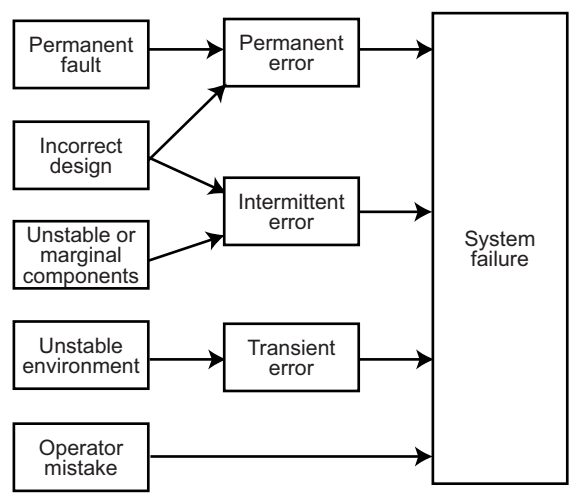 Permanent
fault
Permanent
error
Incorrect
design
Intermittent
error
Unstable or
marginal
components
System
failure
Unstable
environment
Transient
error
Operator
mistake